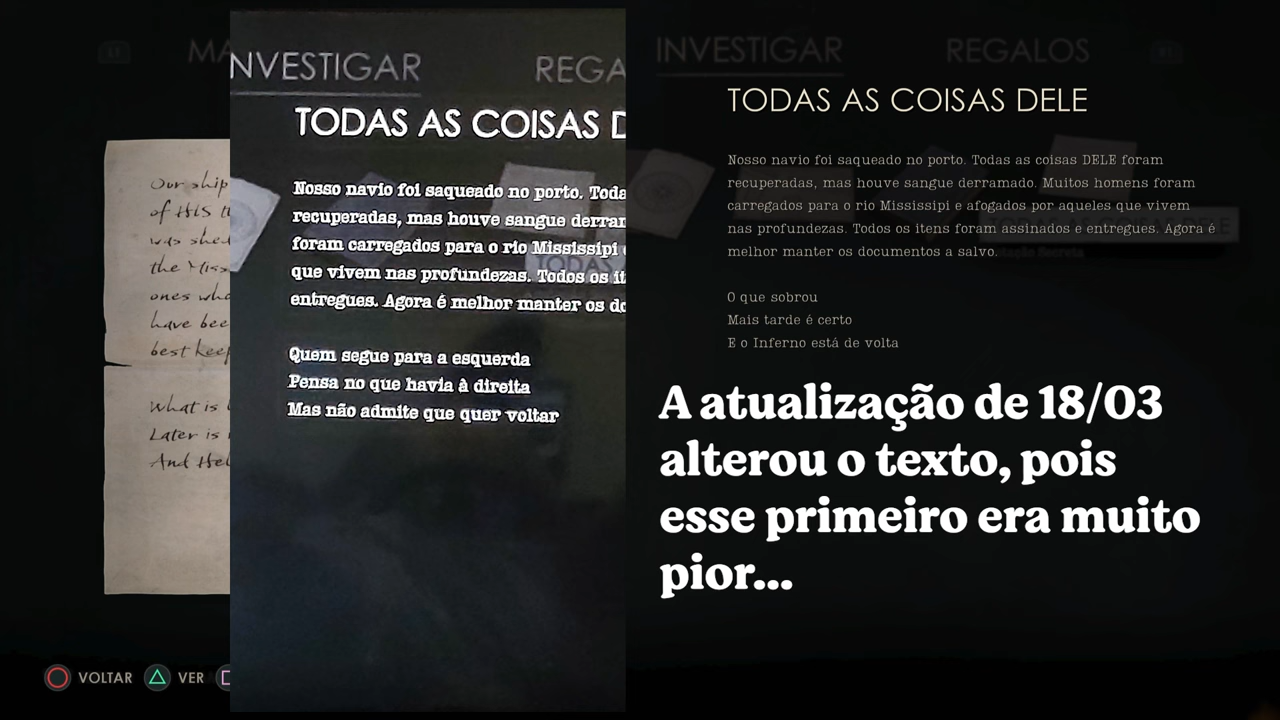 MA
Our ship
of HIS t
was shed
the Miss
ones who
have bee
best keep
What is
Later is
And Hel
VOLTAR
VER
NVESTIGAR
REGA
TODAS AS COISAS D
Nosso navio foi saqueado no porto. Toda
recuperadas, mas houve sangue derra
foram carregados para o rio Mississipi
que vivem nas profundezas. Todos os it
entregues. Agora é melhor manter os do
Quem segue para a esquerda
Pensa no que havia à direita
Mas não admite que quer voltar
INVESTIGAR
REGALOS
TODAS AS COISAS DELE
Nosso navio foi saqueado no porto. Todas as coisas DELE foram
recuperadas, mas houve sangue derramado. Muitos homens foram
carregados para o rio Mississipi e afogados por aqueles que vivem
nas profundezas. Todos os itens foram assinados e entregues. Agora é
melhor manter os documentos a salvo.
O que sobrou
Mais tarde é certo
E o Inferno está de volta
A atualização de 18/03
alterou o texto, pois
esse primeiro era muito
pior...